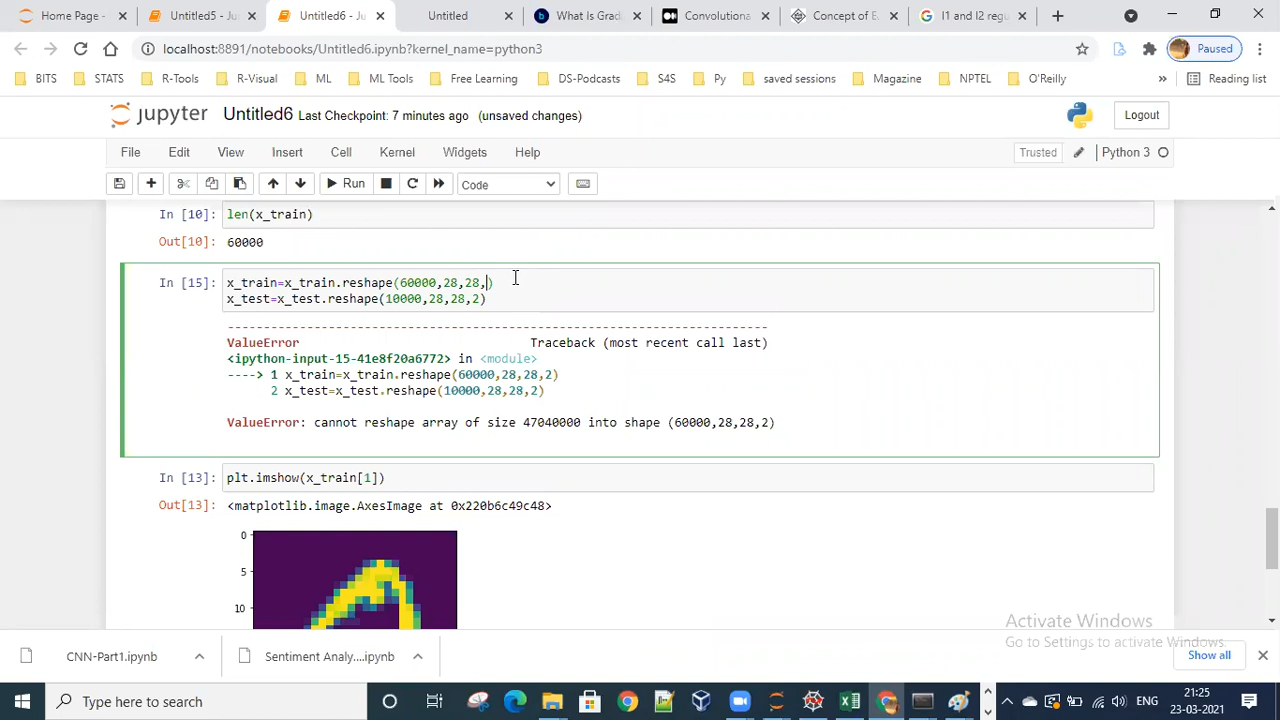 Home Page - 
Untitled5 - Ju
Untitled6 - Ju
Untitled
What Is Grad
Convolutiona
Concept of E
l1 and l2 regu
localhost:8891/notebooks/Untitled6.ipynb?kernel_name=python3
Paused
BITS STATS R-Tools R-Visual ML ML Tools Free Learning DS-Podcasts S4S Py saved sessions Magazine NPTEL O'Reilly » Reading list
jupyter Untitled6 Last Checkpoint: 7 minutes ago (unsaved changes) Logout
File Edit View Insert Cell Kernel Widgets Help Trusted Python 3
Run Code
In [10]: len(x_train)
Out[10]: 60000
In [15]: x_train=x_train.reshape(60000,28,28,)
x_test=x_test.reshape(10000,28,28,2)
---------------------------------------------------------------------------
ValueError Traceback (most recent call last)
<ipython-input-15-41e8f20a6772> in <module>
----> 1 x_train=x_train.reshape(60000,28,28,2)
2 x_test=x_test.reshape(10000,28,28,2)
ValueError: cannot reshape array of size 47040000 into shape (60000,28,28,2)
In [13]: plt.imshow(x_train[1])
Out[13]: <matplotlib.image.AxesImage at 0x220b6c49c48>
0
5
10
Activate Windows
Go to Settings to activate Windows.
CNN-Part1.ipynb
Sentiment Analy....ipynb
Show all
Type here to search
ENG
21:25
23-03-2021